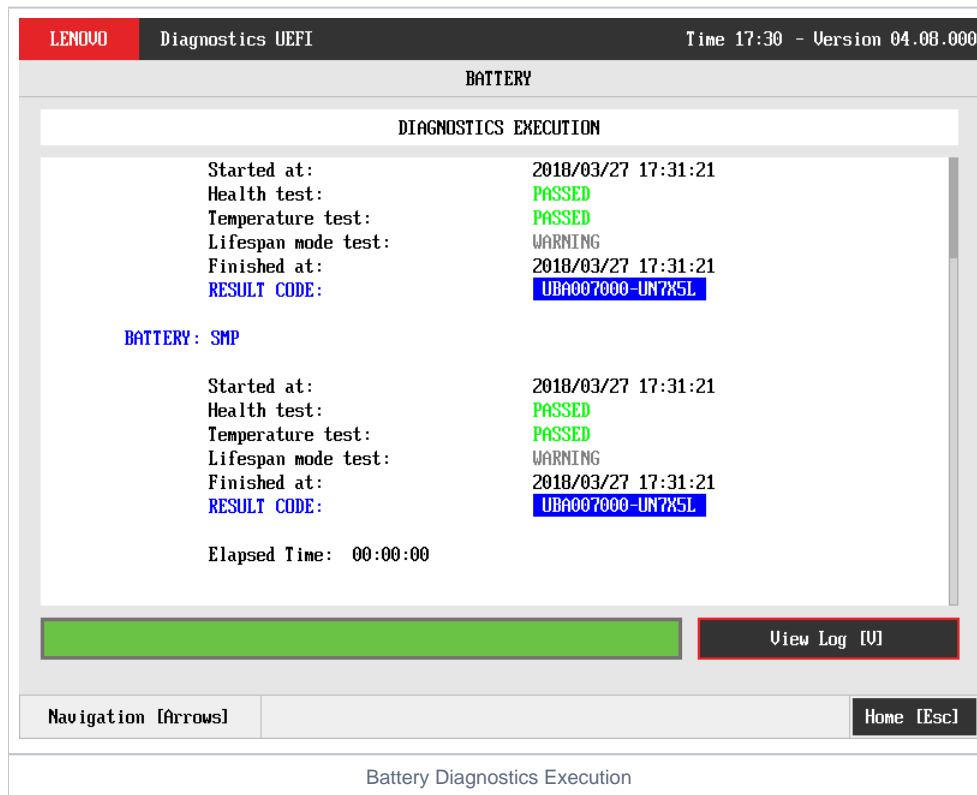 LENOVO Diagnostics UEFI Time 17:30 - Version 04.08.000
BATTERY
DIAGNOSTICS EXECUTION
Started at: 2018/03/27 17:31:21
Health test: PASSED
Temperature test: PASSED
Lifespan mode test: WARNING
Finished at: 2018/03/27 17:31:21
RESULT CODE: UBA007000-UN7X5L
BATTERY: SMP
Started at: 2018/03/27 17:31:21
Health test: PASSED
Temperature test: PASSED
Lifespan mode test: WARNING
Finished at: 2018/03/27 17:31:21
RESULT CODE: UBA007000-UN7X5L
Elapsed Time: 00:00:00
View Log [V]
Navigation [Arrows] Home [Esc]
Battery Diagnostics Execution